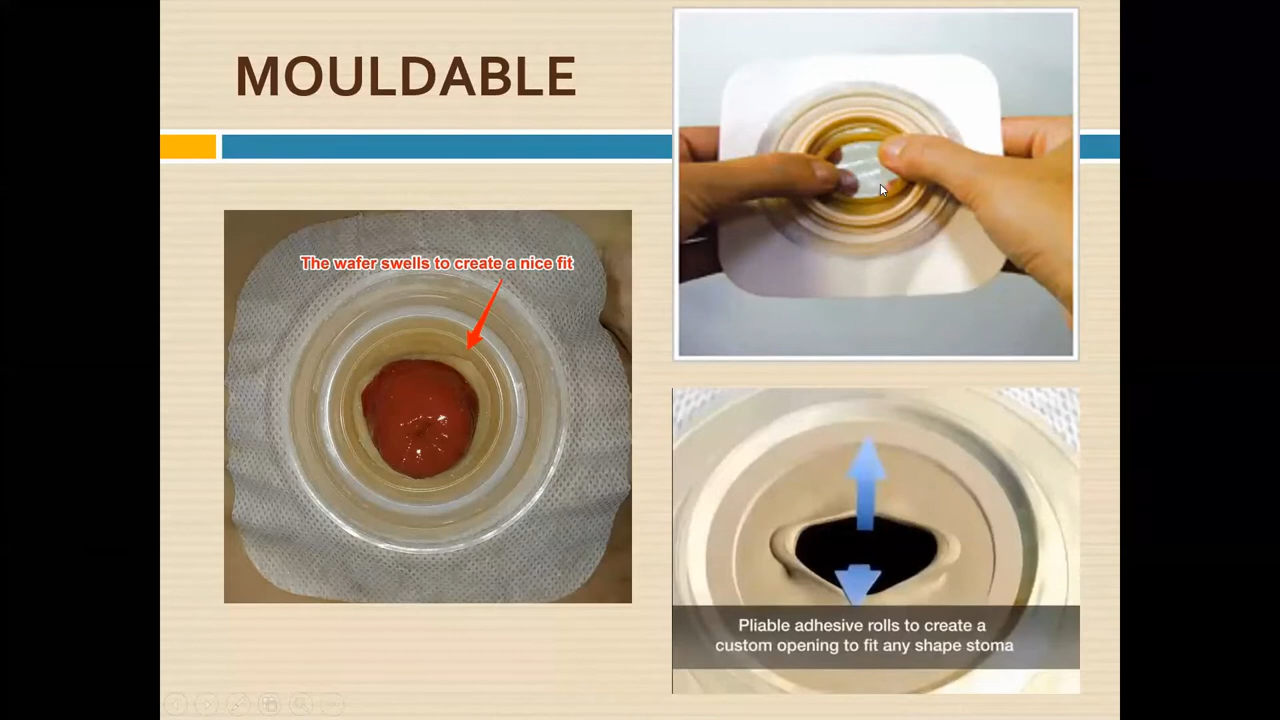 MOULDABLE
The wafer swells to create a nice fit
Pliable adhesive rolls to create a
custom opening to fit any shape stoma